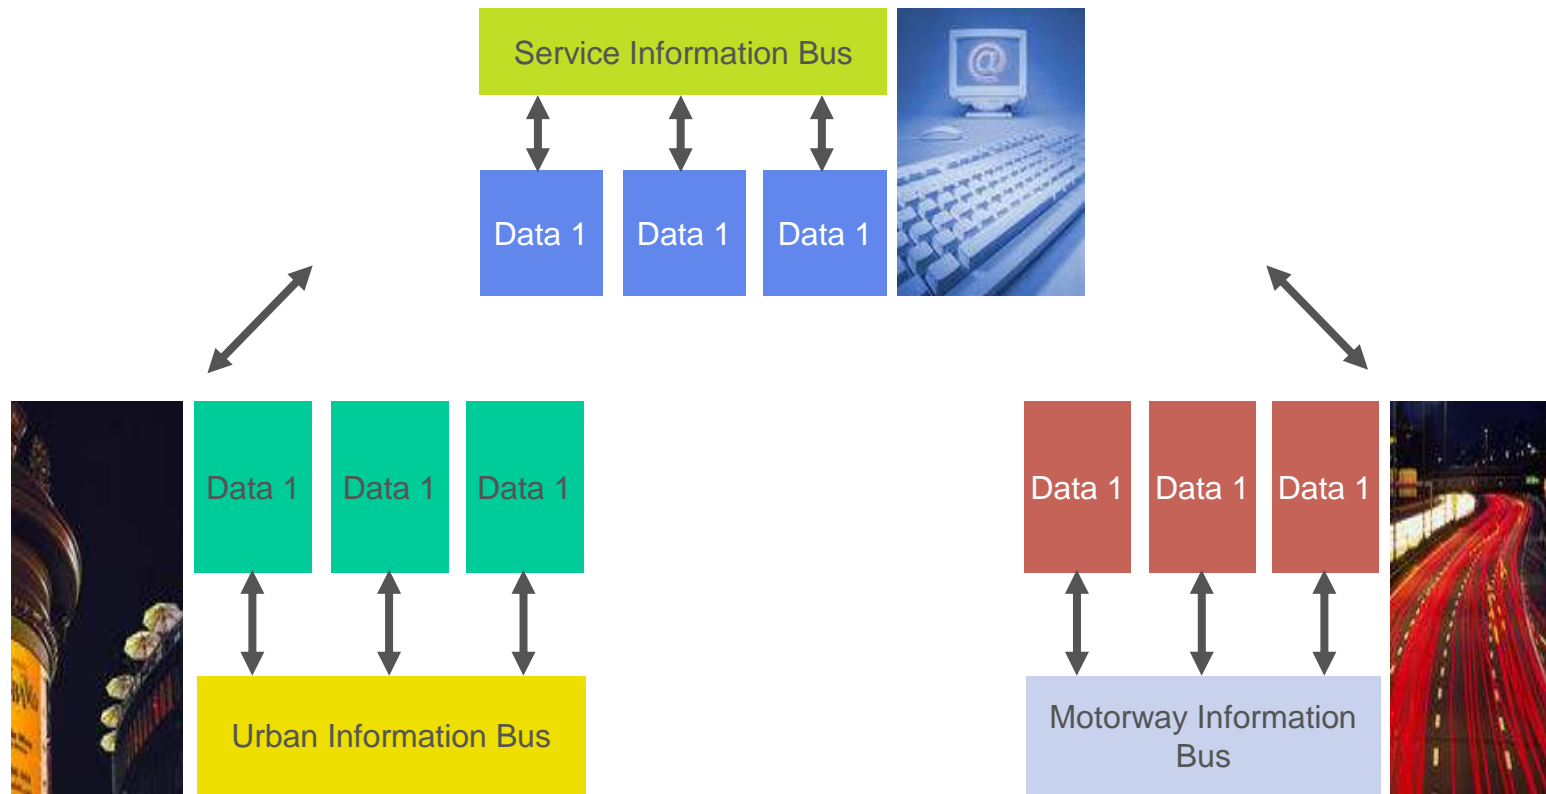 Service Information Bus
@
Data 1
Data 1
Data 1
Data 1
Data 1
Data 1
Data 1
Data 1
Data 1
Urban Information Bus
Motorway Information
Bus